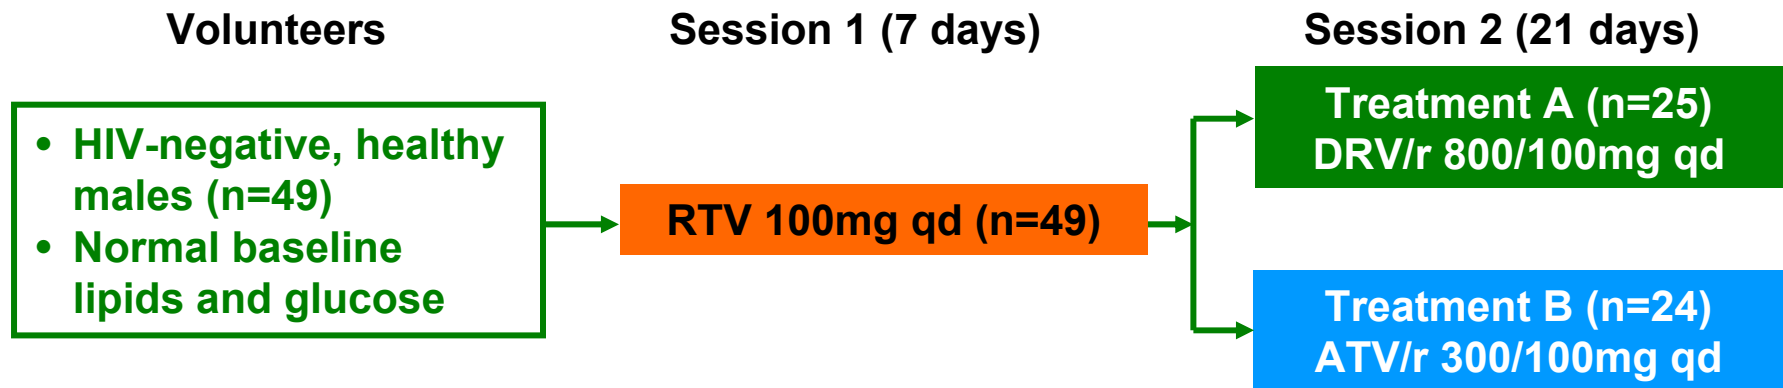 Volunteers
• HIV-negative, healthy
males (n=49)
• Normal baseline
lipids and glucose
Session 1 (7 days)
RTV 100mg qd (n=49)
Session 2 (21 days)
Treatment A (n=25)
DRV/r 800/100mg qd
Treatment B (n=24)
ATV/r 300/100mg qd